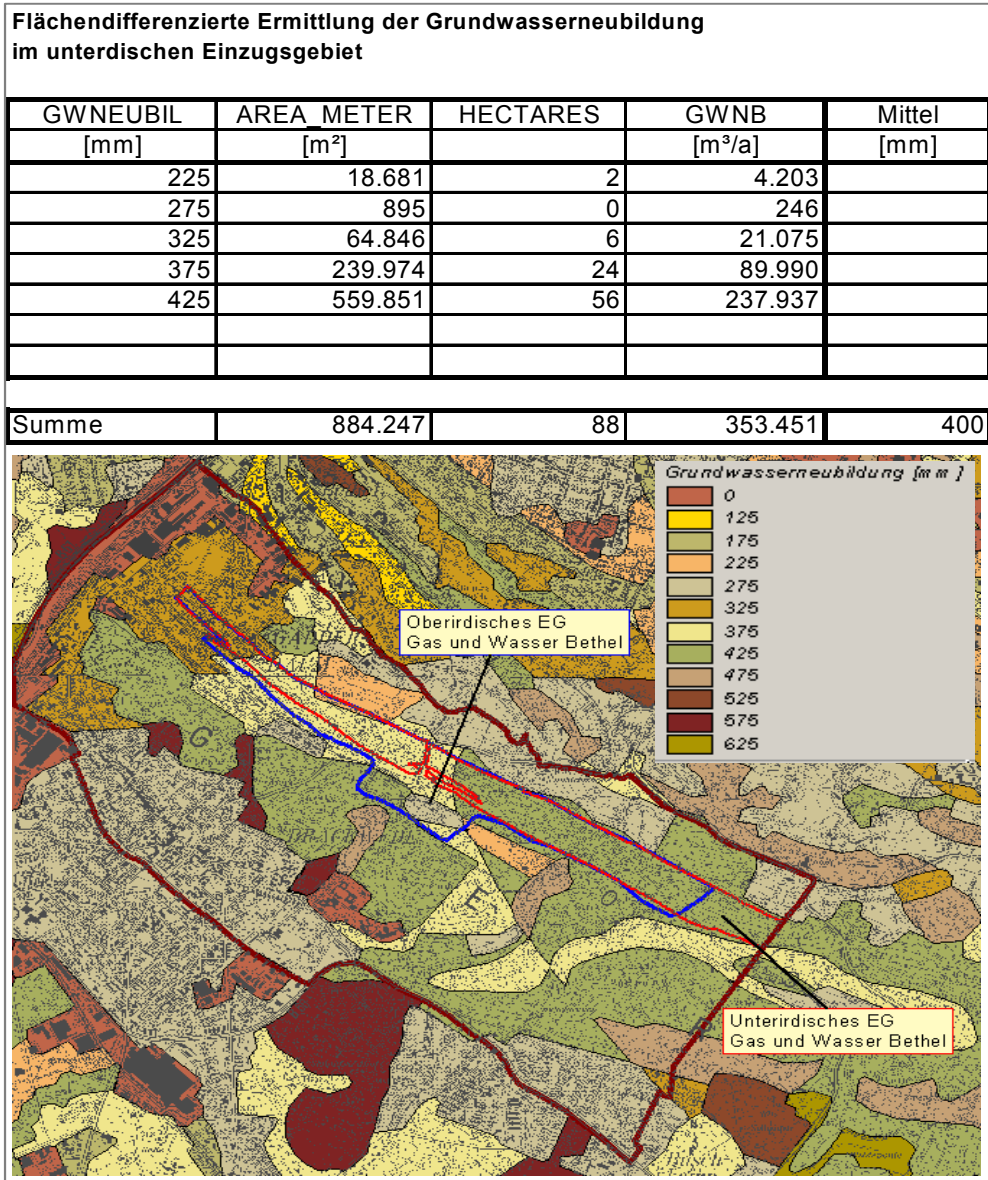 Flächendifferenzierte Ermittlung der Grundwasserneubildung
im unterdischen Einzugsgebiet
GWNEUBIL AREA_METER HECTARES GWNB Mittel
[mm] [m²] [m³/a] [mm]
225 18.681 2 4.203
275 895 0 246
325 64.846 6 21.075
375 239.974 24 89.990
425 559.851 56 237.937
Summe 884.247 88 353.451 400
Grundwasserneubildung [mm]
0
125
175
225
275
325
375
425
475
525
575
625
Oberirdisches EG
Gas und Wasser Bethel
G
E
O
Unterirdisches EG
Gas und Wasser Bethel